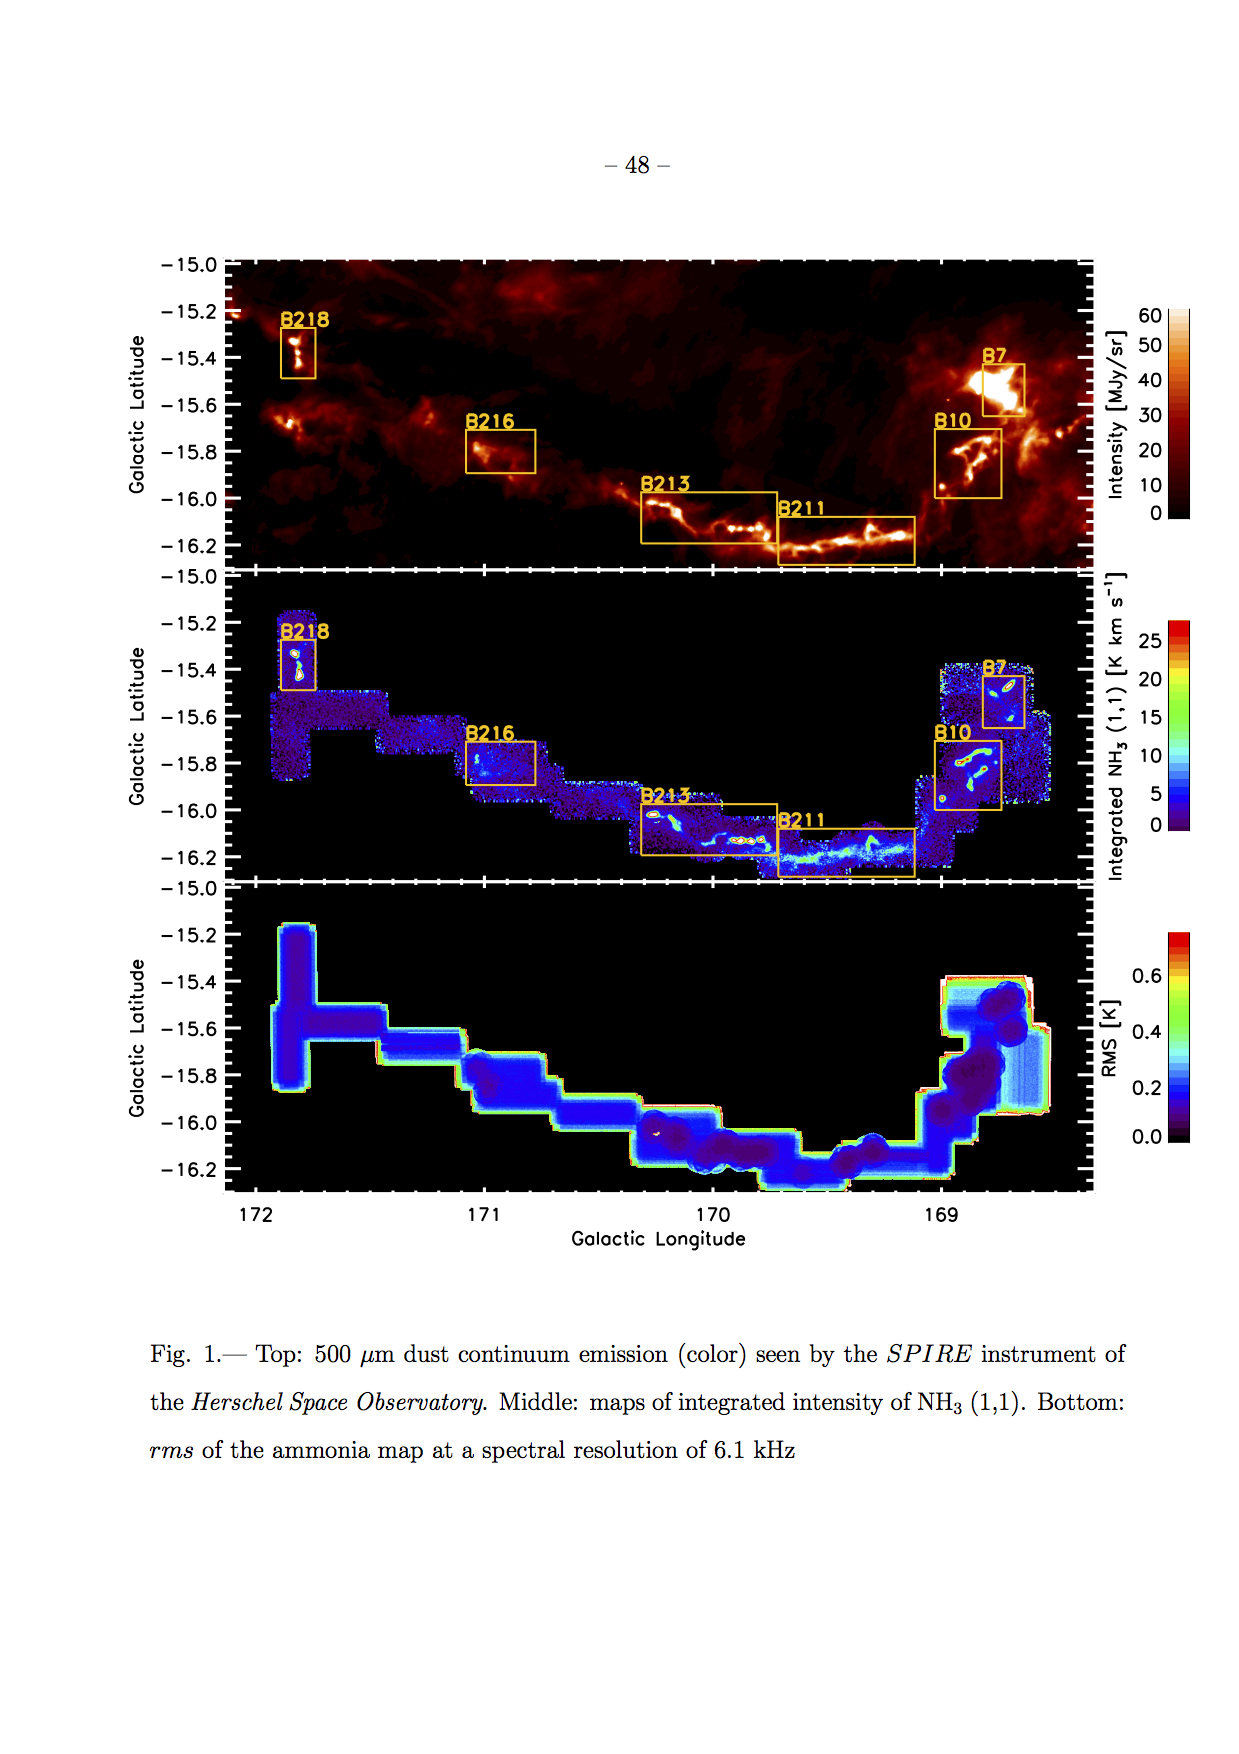 – 48 –
−15.0
−15.2
−15.4
−15.6
−15.8
−16.0
−16.2
Galactic Latitude
B218
B216
B213
B211
B10
B7
60
50
40
30
20
10
0
Intensity [MJy/sr]
−15.0
−15.2
−15.4
−15.6
−15.8
−16.0
−16.2
Galactic Latitude
B218
B216
B213
B211
B10
B7
25
20
15
10
5
0
Integrated NH₃ (1,1) [K km s⁻¹]
−15.0
−15.2
−15.4
−15.6
−15.8
−16.0
−16.2
Galactic Latitude
0.6
0.4
0.2
0.0
RMS [K]
172 171 170 169
Galactic Longitude
Fig. 1.— Top: 500 μm dust continuum emission (color) seen by the SPIRE instrument of
the Herschel Space Observatory. Middle: maps of integrated intensity of NH₃ (1,1). Bottom:
rms of the ammonia map at a spectral resolution of 6.1 kHz